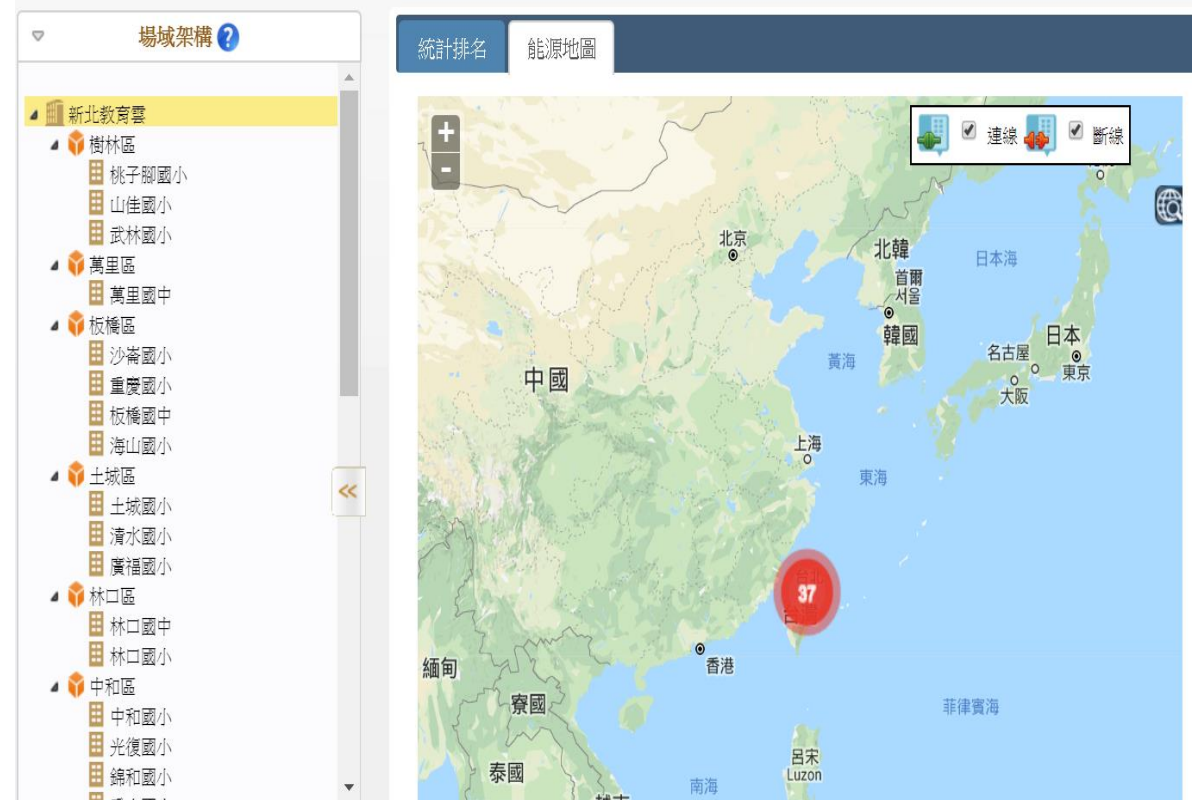 場域架構
新北教育雲
樹林區
桃子腳國小
山佳國小
武林國小
萬里區
萬里國中
板橋區
沙崙國小
重慶國小
板橋國中
海山國小
土城區
土城國小
清水國小
廣福國小
林口區
林口國中
林口國小
中和區
中和國小
光復國小
錦和國小
統計排名
能源地圖
+
-
連線
斷線
北京
北韓
日本海
首爾
서울
韓國
日本
名古屋
東京
大阪
黃海
中國
上海
東海
台北
37
台灣
香港
緬甸
寮國
菲律賓海
呂宋
Luzon
泰國
南海